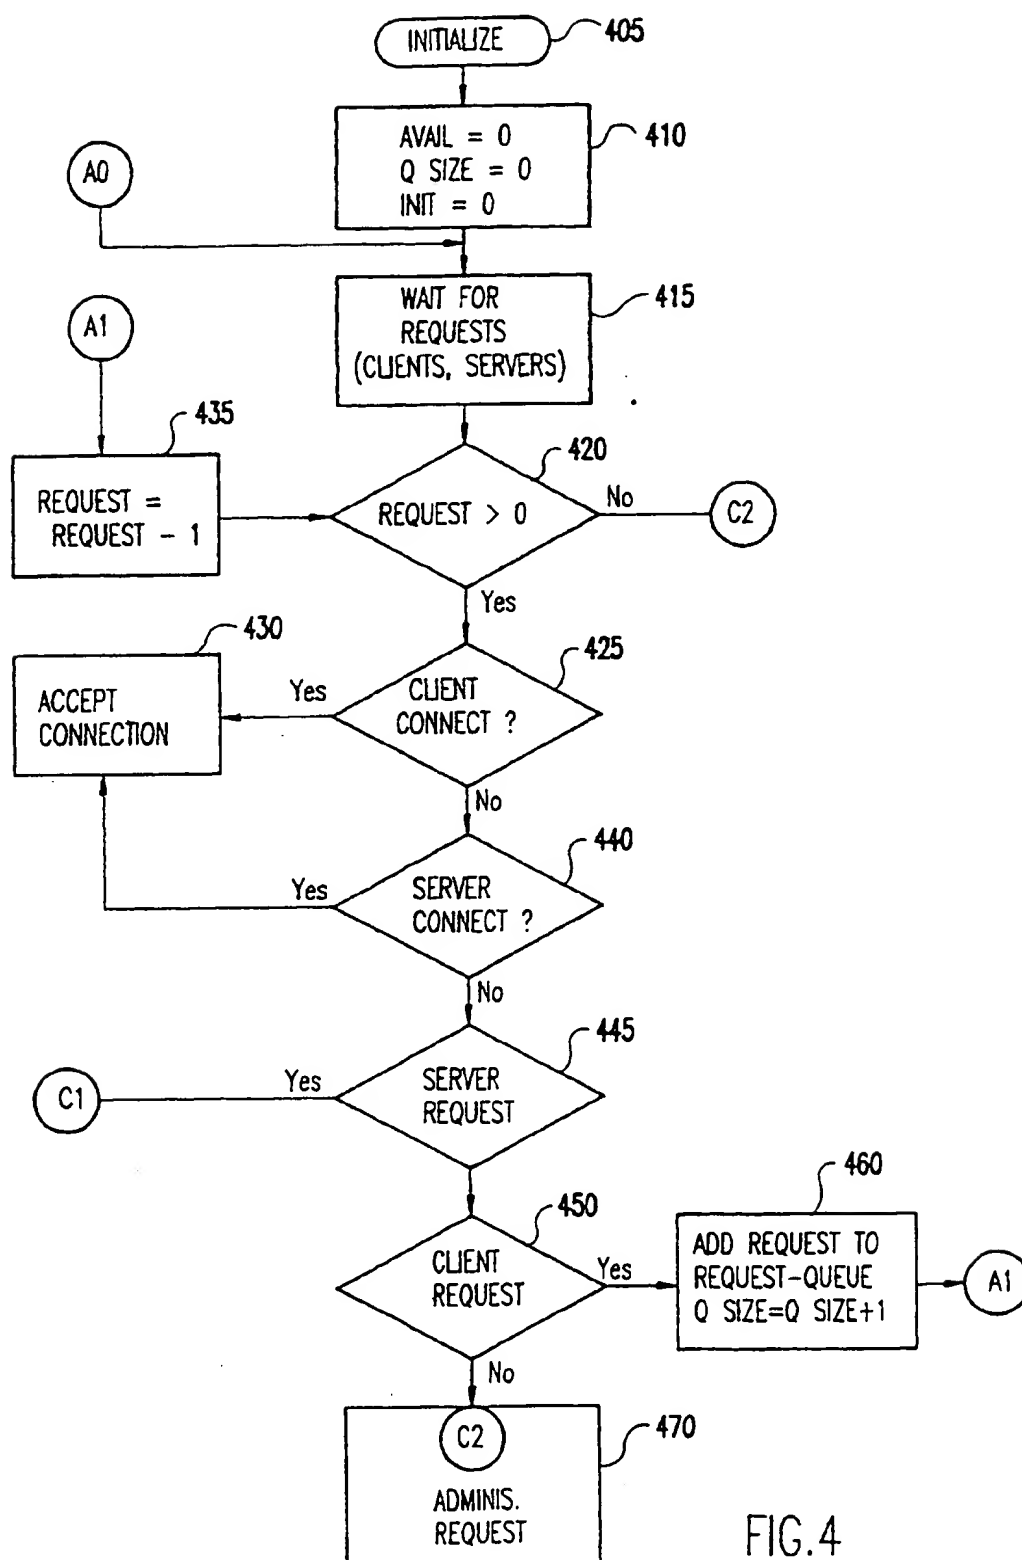 INITIALIZE
405
AVAIL = 0
Q SIZE = 0
INIT = 0
410
A0
WAIT FOR
REQUESTS
(CLIENTS, SERVERS)
415
A1
435
REQUEST =
REQUEST - 1
420
REQUEST > 0
No
C2
Yes
430
ACCEPT
CONNECTION
425
Yes
CLIENT
CONNECT ?
No
440
Yes
SERVER
CONNECT ?
No
445
C1
Yes
SERVER
REQUEST
450
CLIENT
REQUEST
Yes
460
ADD REQUEST TO
REQUEST-QUEUE
Q SIZE=Q SIZE+1
A1
No
C2
470
ADMINIS.
REQUEST
FIG.4